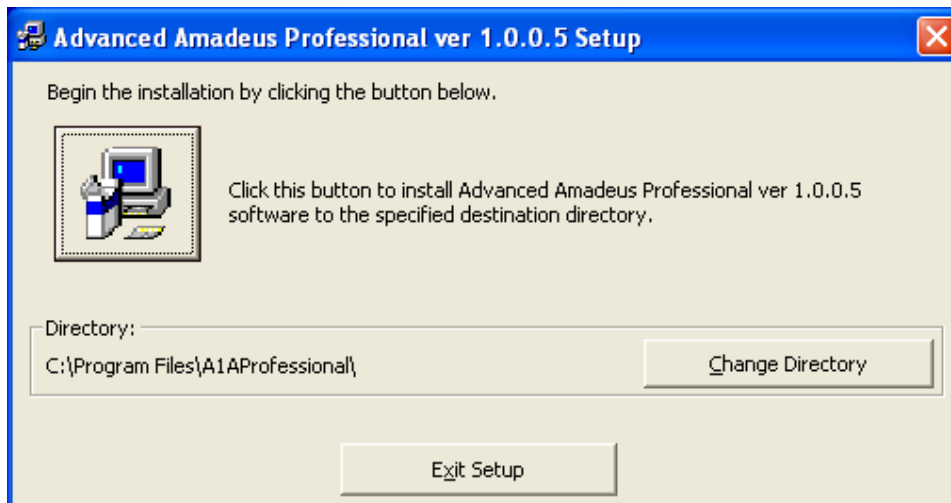 Advanced Amadeus Professional ver 1.0.0.5 Setup
Begin the installation by clicking the button below.
Click this button to install Advanced Amadeus Professional ver 1.0.0.5
software to the specified destination directory.
Directory:
C:\Program Files\A1AProfessional\
Change Directory
Exit Setup